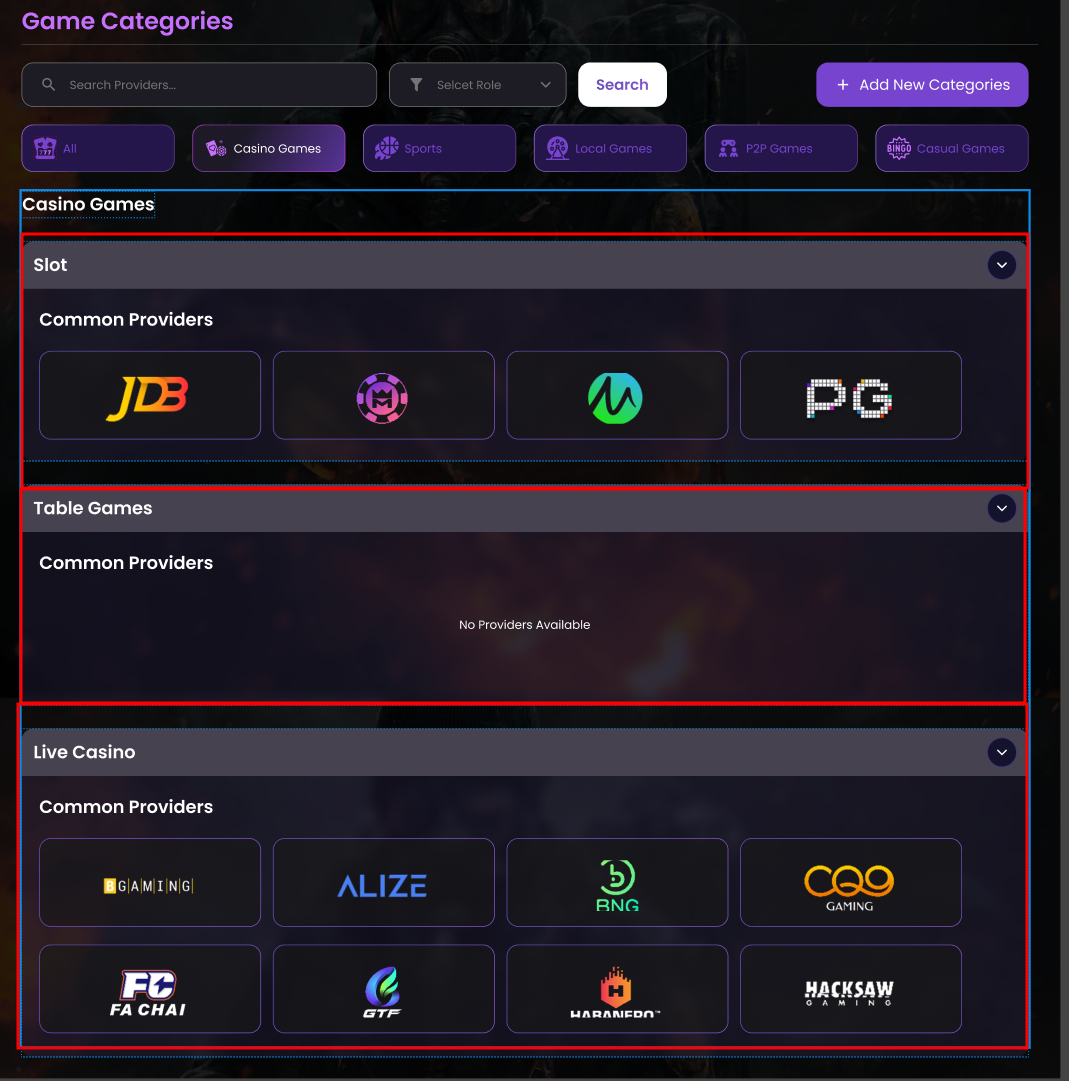 Game Categories
Search Providers...
Selcet Role
Search
+ Add New Categories
777
All
Casino Games
Sports
Local Games
P2P Games
BINGO
Casual Games
Casino Games
Slot
Common Providers
JDB
M
PG
Table Games
Common Providers
No Providers Available
Live Casino
Common Providers
BGAMING
ALIZE
b
BNG
CQ9
GAMING
FC
FA CHAI
GTF
H
HABANERO™
HACKSAW
GAMING